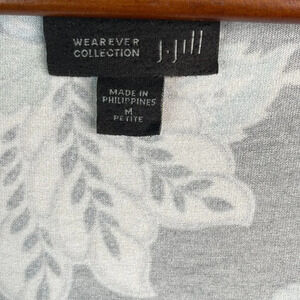 WEAREVER
COLLECTION
J.Jill
MADE IN
PHILIPPINES
M
PETITE